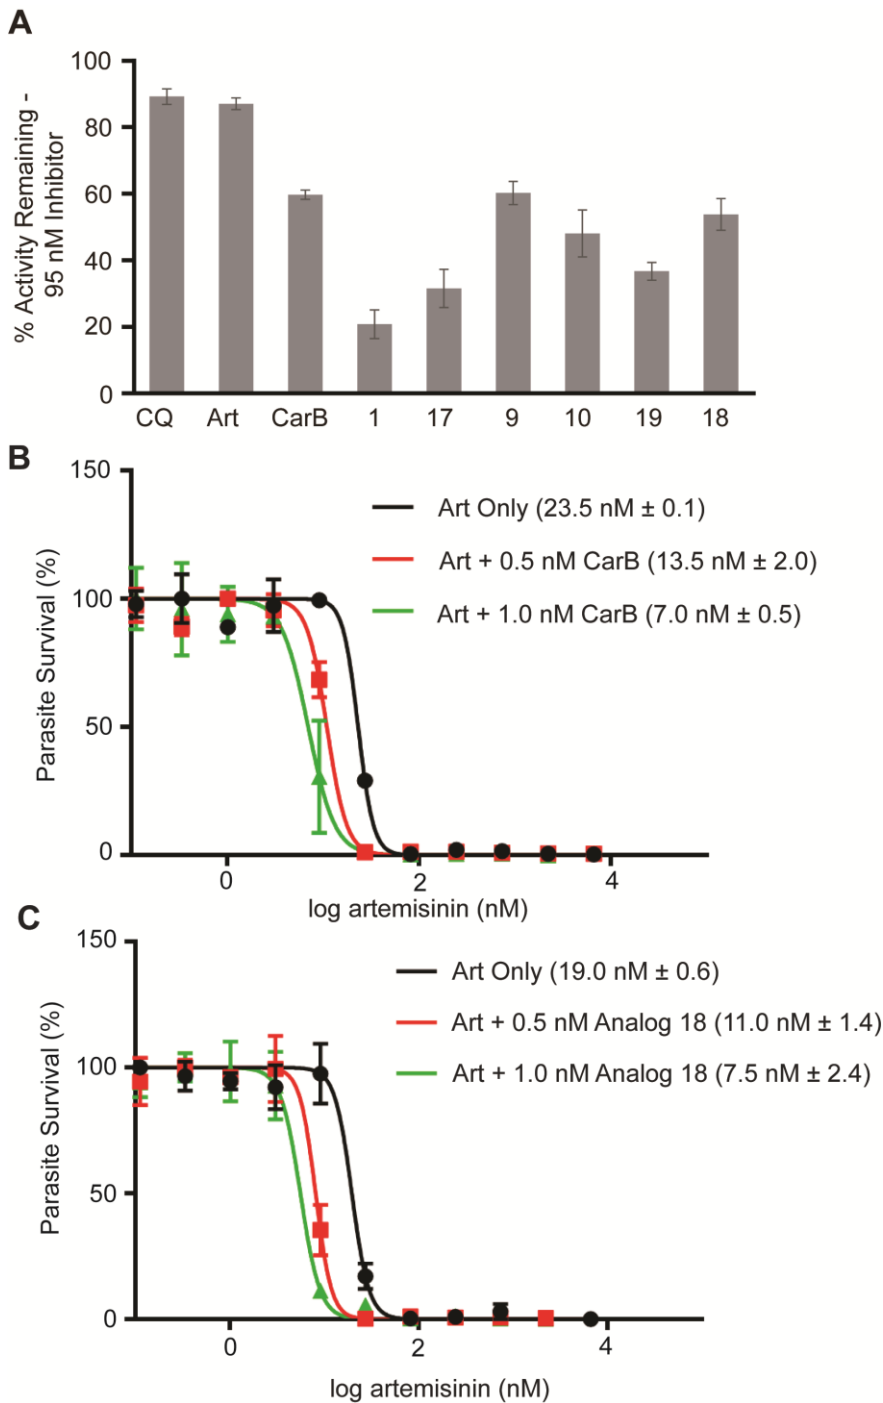 A
100
80
60
40
20
0
% Activity Remaining -
95 nM Inhibitor
CQ Art CarB 1 17 9 10 19 18
B
150
100
50
0
Parasite Survival (%)
Art Only (23.5 nM ± 0.1)
Art + 0.5 nM CarB (13.5 nM ± 2.0)
Art + 1.0 nM CarB (7.0 nM ± 0.5)
0 2 4
log artemisinin (nM)
C
150
100
50
0
Parasite Survival (%)
Art Only (19.0 nM ± 0.6)
Art + 0.5 nM Analog 18 (11.0 nM ± 1.4)
Art + 1.0 nM Analog 18 (7.5 nM ± 2.4)
0 2 4
log artemisinin (nM)